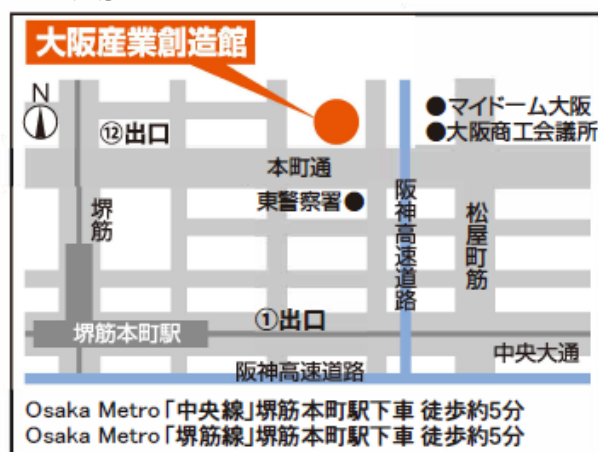 大阪産業創造館
N
⑫出口
●マイドーム大阪
●大阪商工会議所
本町通
東警察署●
堺筋
阪神高速道路
松屋町筋
①出口
堺筋本町駅
中央大通
阪神高速道路
Osaka Metro「中央線」堺筋本町駅下車 徒歩約5分
Osaka Metro「堺筋線」堺筋本町駅下車 徒歩約5分